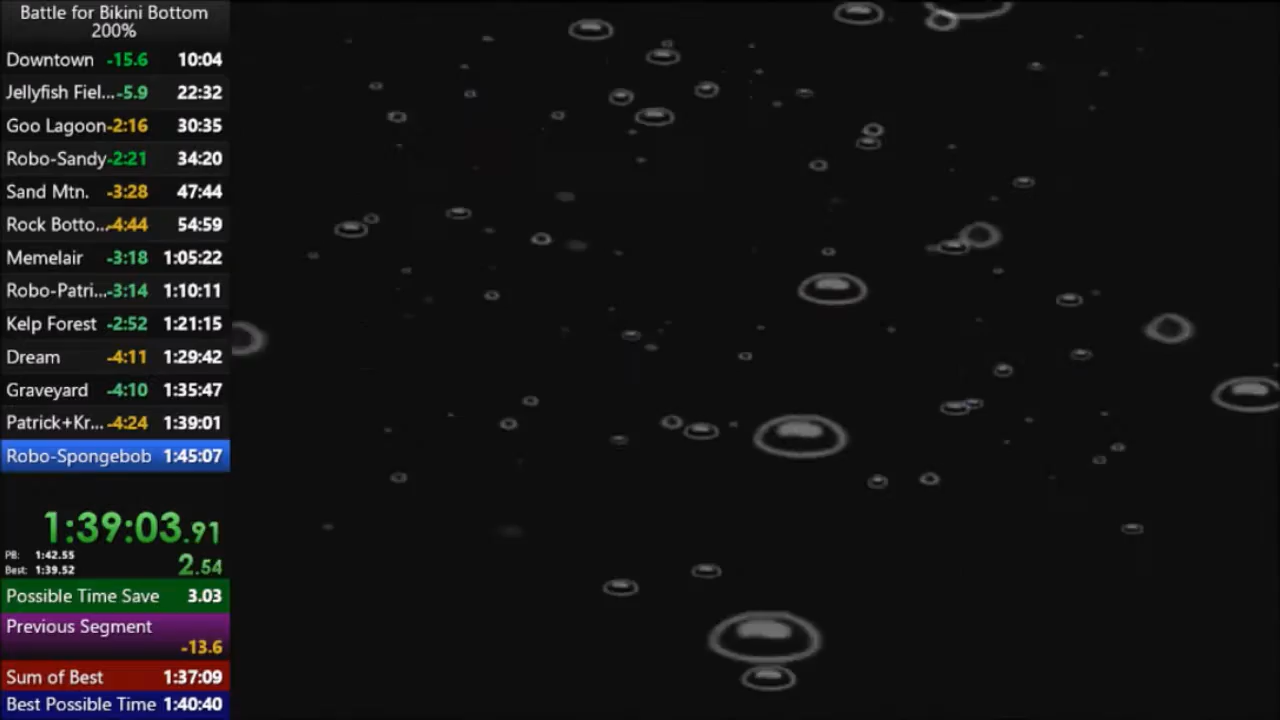 Battle for Bikini Bottom
200%
Downtown -15.6 10:04
Jellyfish Fiel... -5.9 22:32
Goo Lagoon -2:16 30:35
Robo-Sandy -2:21 34:20
Sand Mtn. -3:28 47:44
Rock Botto... -4:44 54:59
Memelair -3:18 1:05:22
Robo-Patri... -3:14 1:10:11
Kelp Forest -2:52 1:21:15
Dream -4:11 1:29:42
Graveyard -4:10 1:35:47
Patrick+Kr... -4:24 1:39:01
Robo-Spongebob 1:45:07
1:39:03.91
PB: 1:42.55
Best: 1:39.52
2.54
Possible Time Save 3.03
Previous Segment
-13.6
Sum of Best 1:37:09
Best Possible Time 1:40:40